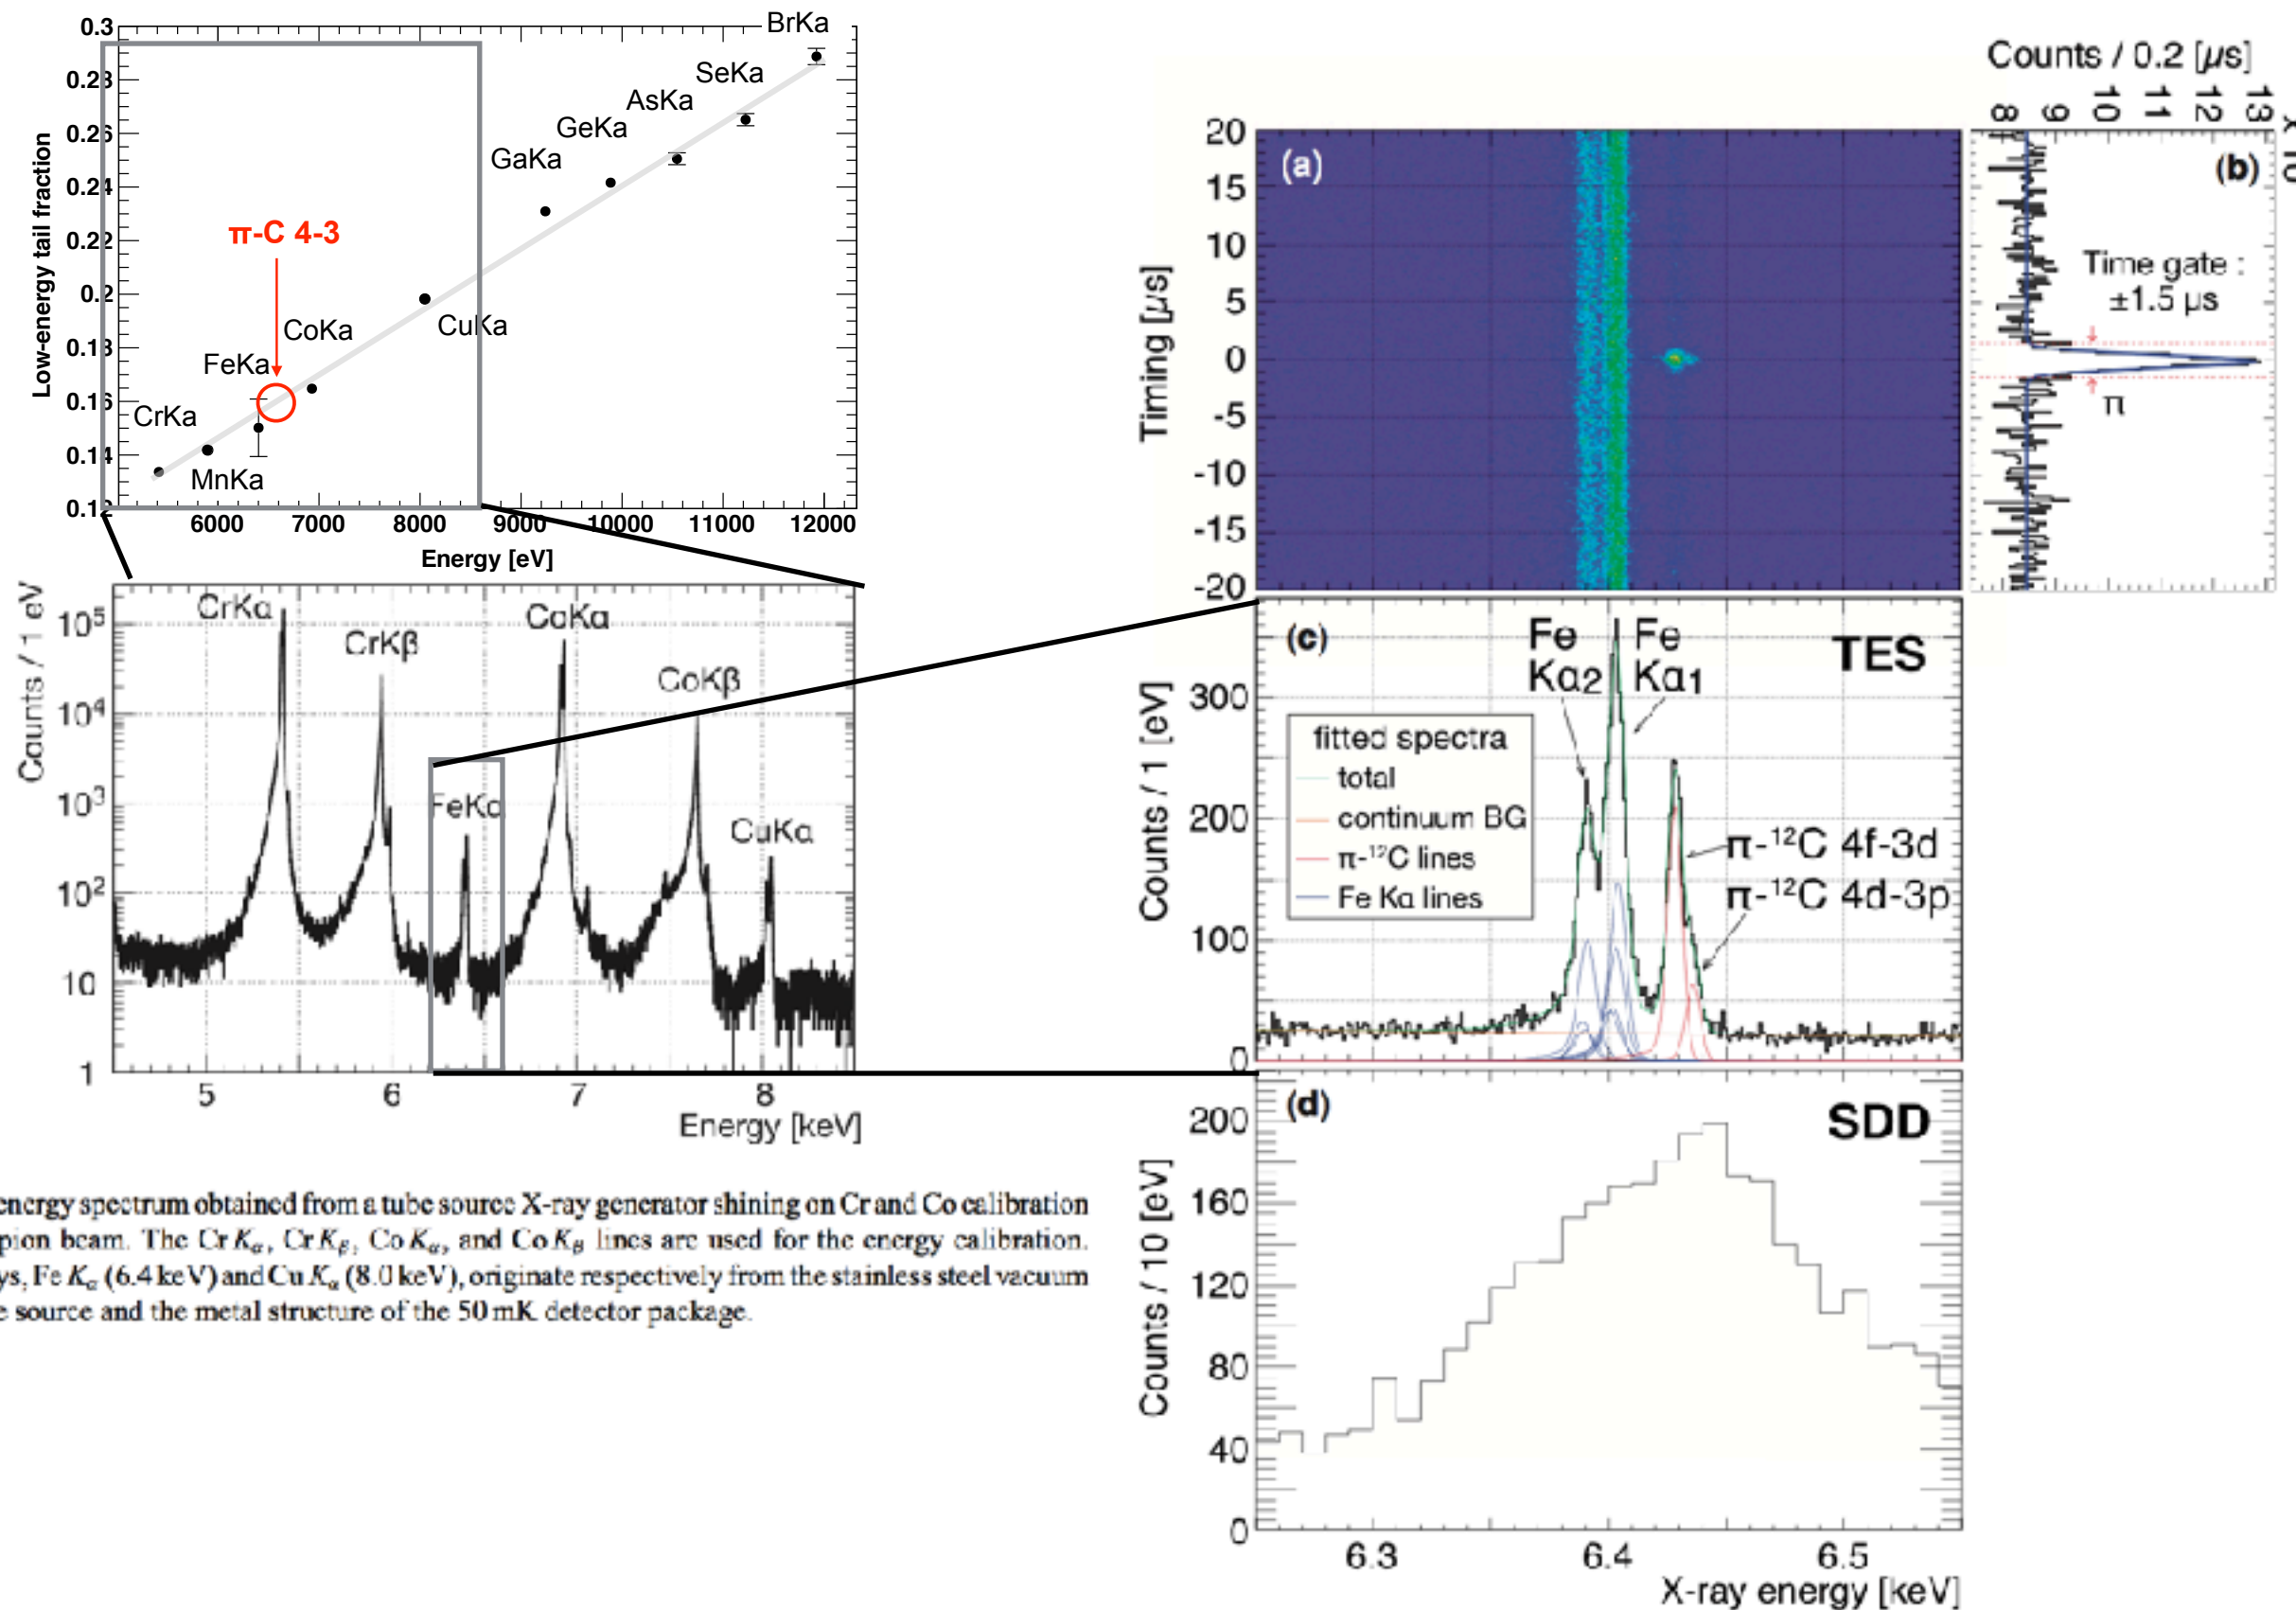 0.3
0.28
0.26
0.24
0.22
0.2
0.18
0.16
0.14
0.12
Low-energy tail fraction
BrKa
SeKa
AsKa
GeKa
GaKa
π-C 4-3
CoKa
CuKa
FeKa
CrKa
MnKa
6000 7000 8000 9000 10000 11000 12000
Energy [eV]
Counts / 1 eV
10⁵
10⁴
10³
10²
10
1
CrKα
CrKβ
CoKα
CoKβ
FeKα
CuKα
5 6 7 8
Energy [keV]
energy spectrum obtained from a tube source X-ray generator shining on Cr and Co calibration
pion beam. The Cr Kα, Cr Kβ, Co Kα, and Co Kβ lines are used for the energy calibration.
ys, Fe Kα (6.4 keV) and Cu Kα (8.0 keV), originate respectively from the stainless steel vacuum
e source and the metal structure of the 50 mK detector package.
Counts / 0.2 [μs]
8 9 10 11 12 13
x 10
(a)
20
15
10
5
0
-5
-10
-15
-20
Timing [μs]
(b)
Time gate :
±1.5 μs
π
(c)
TES
Fe
Kα2
Fe
Kα1
300
200
100
0
Counts / 1 [eV]
fitted spectra
total
continuum BG
π-¹²C lines
Fe Kα lines
π-¹²C 4f-3d
π-¹²C 4d-3p
(d)
SDD
200
160
120
80
40
0
Counts / 10 [eV]
6.3 6.4 6.5
X-ray energy [keV]